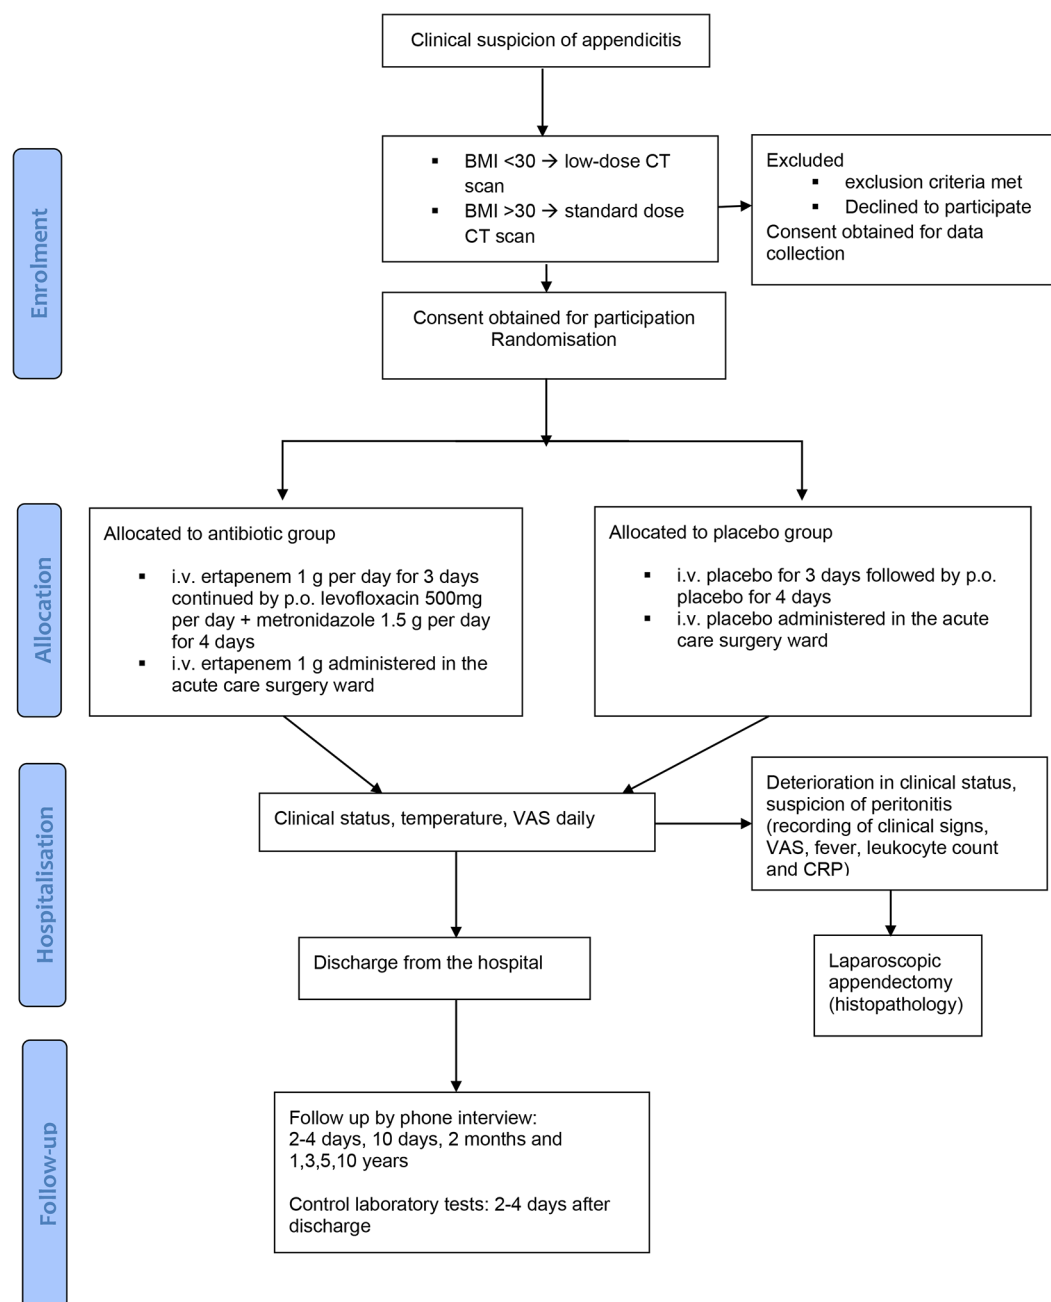 Clinical suspicion of appendicitis
Enrolment
▪ BMI <30 → low-dose CT
scan
▪ BMI >30 → standard dose
CT scan
Excluded
▪ exclusion criteria met
▪ Declined to participate
Consent obtained for data
collection
Consent obtained for participation
Randomisation
Allocation
Allocated to antibiotic group
▪ i.v. ertapenem 1 g per day for 3 days
continued by p.o. levofloxacin 500mg
per day + metronidazole 1.5 g per day
for 4 days
▪ i.v. ertapenem 1 g administered in the
acute care surgery ward
Allocated to placebo group
▪ i.v. placebo for 3 days followed by p.o.
placebo for 4 days
▪ i.v. placebo administered in the acute
care surgery ward
Hospitalisation
Clinical status, temperature, VAS daily
Deterioration in clinical status,
suspicion of peritonitis
(recording of clinical signs,
VAS, fever, leukocyte count
and CRP)
Discharge from the hospital
Laparoscopic
appendectomy
(histopathology)
Follow-up
Follow up by phone interview:
2-4 days, 10 days, 2 months and
1,3,5,10 years
Control laboratory tests: 2-4 days after
discharge